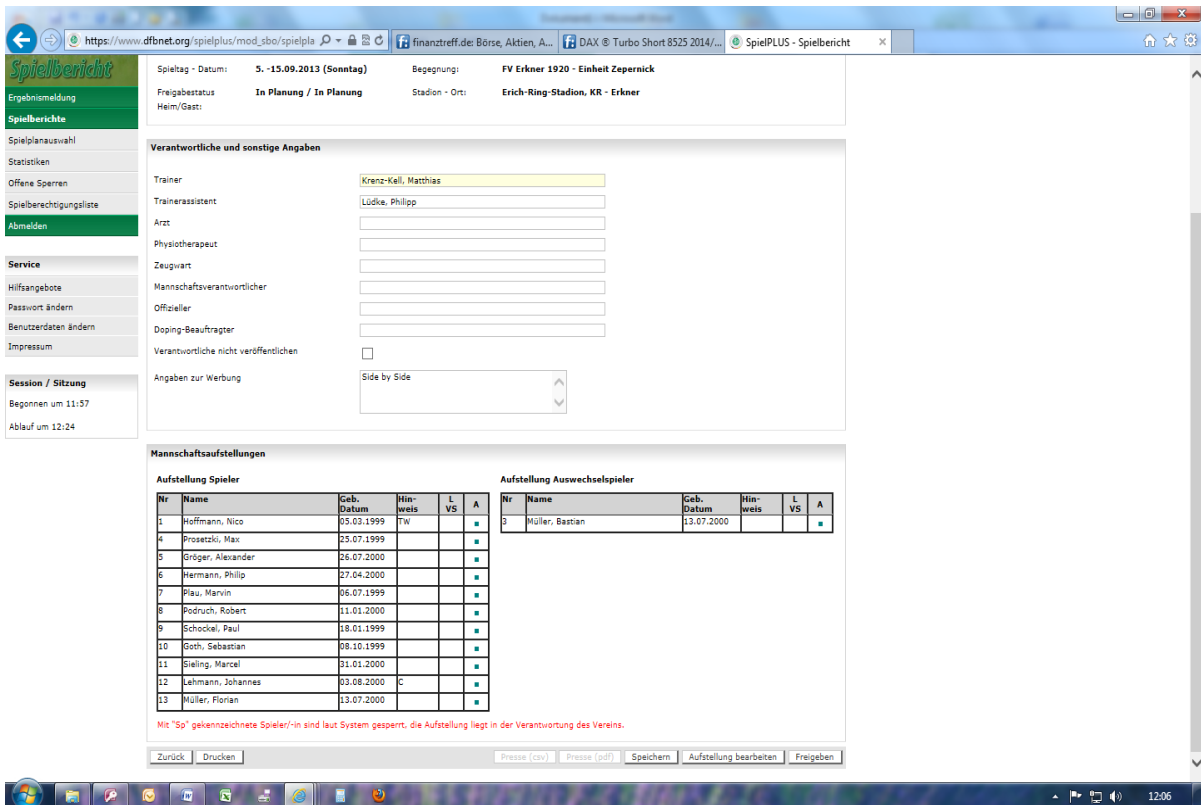 https://www.dfbnet.org/spielplus/mod_sbo/spielpla
finanztreff.de: Börse, Aktien, A...
DAX ® Turbo Short 8525 2014/...
SpielPLUS - Spielbericht
Spielbericht
Ergebnismeldung
Spielberichte
Spielplanauswahl
Statistiken
Offene Sperren
Spielberechtigungsliste
Abmelden
Service
Hilfsangebote
Passwort ändern
Benutzerdaten ändern
Impressum
Session / Sitzung
Begonnen um 11:57
Ablauf um 12:24
Spieltag - Datum: 5. -15.09.2013 (Sonntag) Begegnung: FV Erkner 1920 - Einheit Zepernick
Freigabestatus In Planung / In Planung Stadion - Ort: Erich-Ring-Stadion, KR - Erkner
Heim/Gast:
Verantwortliche und sonstige Angaben
Trainer Krenz-Kell, Matthias
Trainerassistent Lüdke, Philipp
Arzt
Physiotherapeut
Zeugwart
Mannschaftsverantwortlicher
Offizieller
Doping-Beauftragter
Verantwortliche nicht veröffentlichen
Angaben zur Werbung Side by Side
Mannschaftsaufstellungen
Aufstellung Spieler
Nr Name Geb. Datum Hin-weis L VS A
1 Hoffmann, Nico 05.03.1999 TW
4 Prosetzki, Max 25.07.1999
5 Gröger, Alexander 26.07.2000
6 Hermann, Philip 27.04.2000
7 Plau, Marvin 06.07.1999
8 Podruch, Robert 11.01.2000
9 Schockel, Paul 18.01.1999
10 Goth, Sebastian 08.10.1999
11 Sieling, Marcel 31.01.2000
12 Lehmann, Johannes 03.08.2000 C
13 Müller, Florian 13.07.2000
Aufstellung Auswechselspieler
Nr Name Geb. Datum Hin-weis L VS A
3 Müller, Bastian 13.07.2000
Mit "Sp" gekennzeichnete Spieler/-in sind laut System gesperrt, die Aufstellung liegt in der Verantwortung des Vereins.
Zurück Drucken Presse (csv) Presse (pdf) Speichern Aufstellung bearbeiten Freigeben
12:06